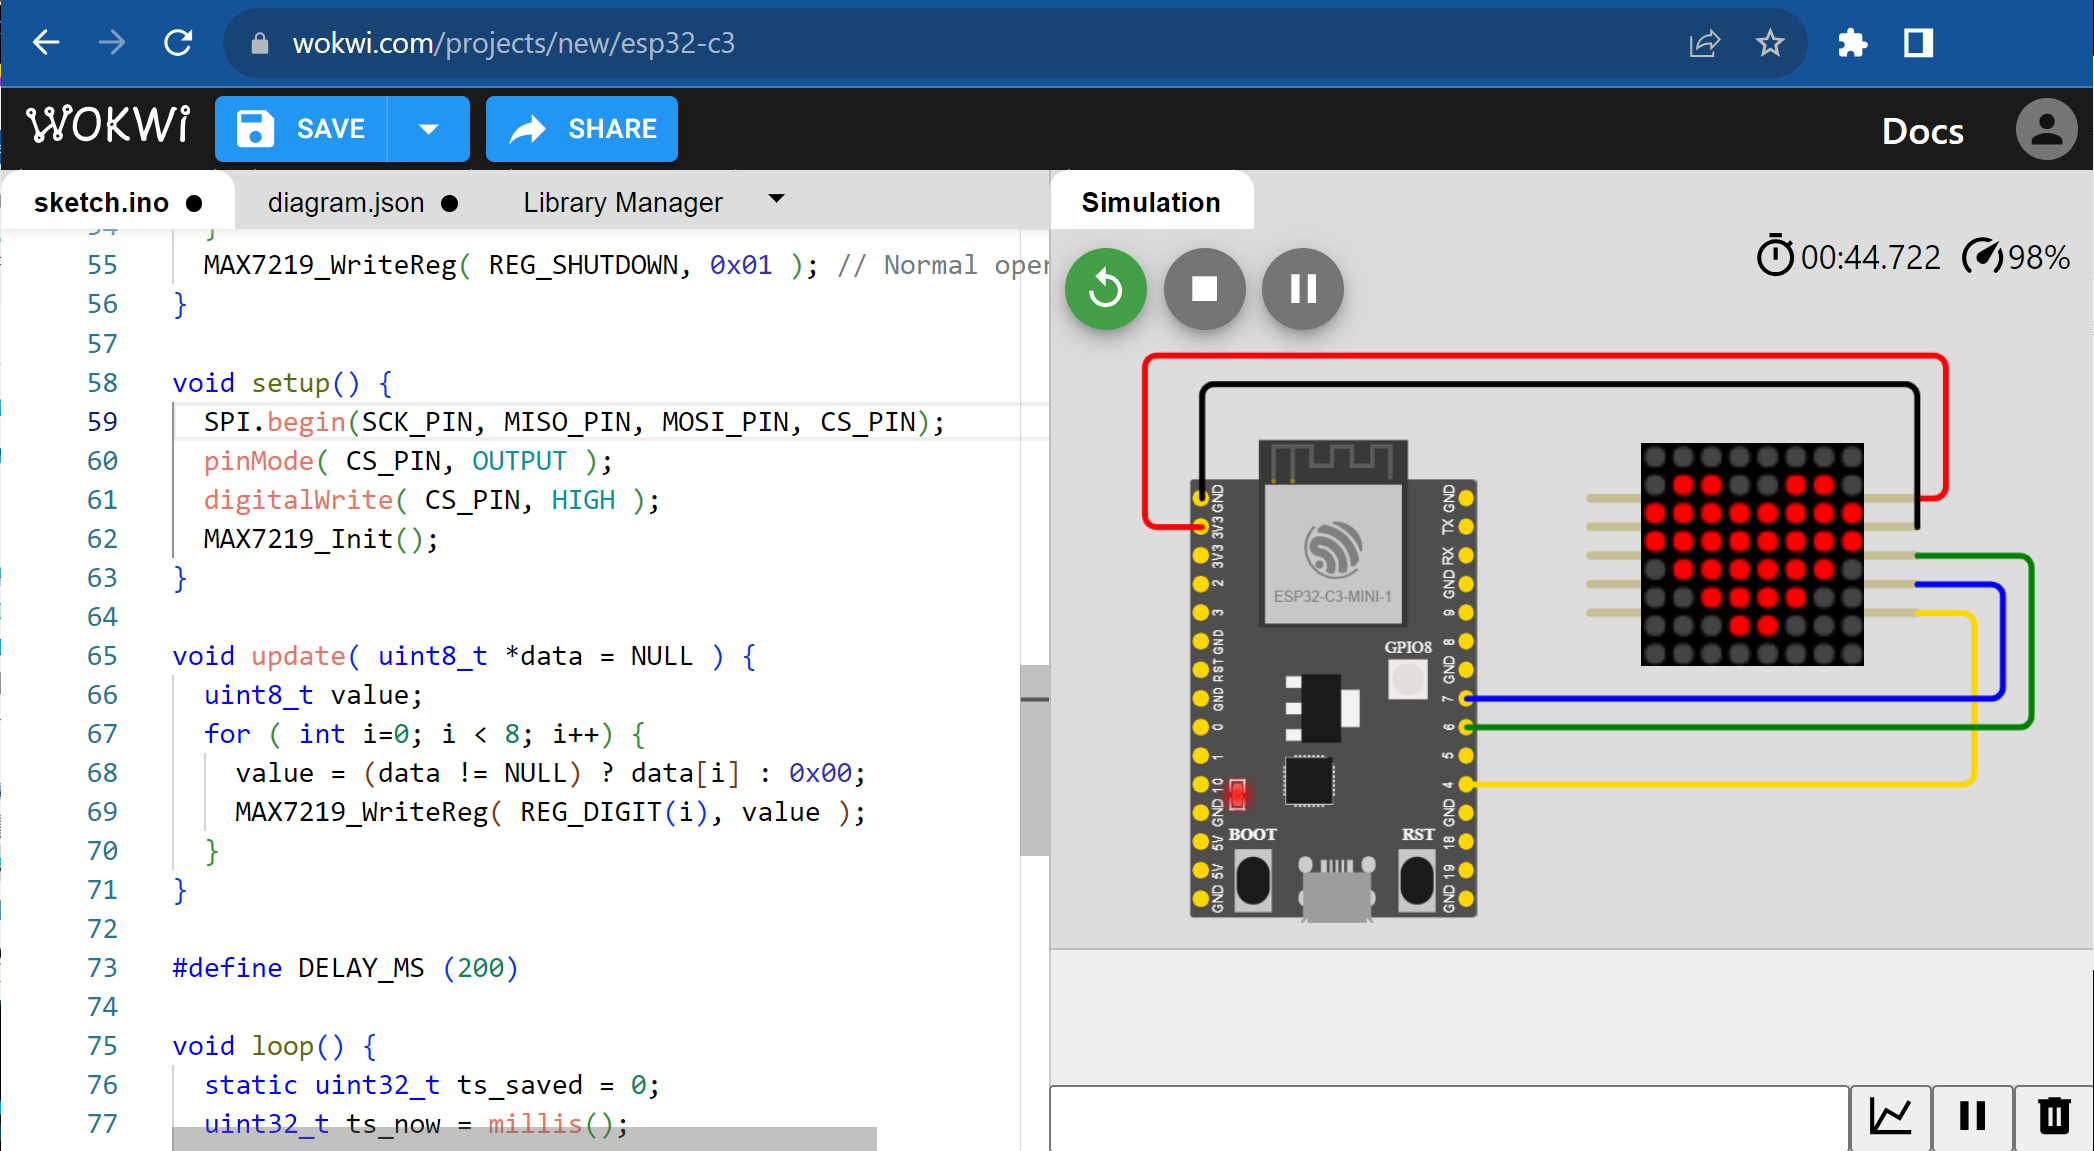 wokwi.com/projects/new/esp32-c3
WOKWi
SAVE
SHARE
Docs
sketch.ino ●
diagram.json ●
Library Manager
Simulation
55 MAX7219_WriteReg( REG_SHUTDOWN, 0x01 ); // Normal oper
56 }
57
58 void setup() {
59 SPI.begin(SCK_PIN, MISO_PIN, MOSI_PIN, CS_PIN);
60 pinMode( CS_PIN, OUTPUT );
61 digitalWrite( CS_PIN, HIGH );
62 MAX7219_Init();
63 }
64
65 void update( uint8_t *data = NULL ) {
66 uint8_t value;
67 for ( int i=0; i < 8; i++) {
68 value = (data != NULL) ? data[i] : 0x00;
69 MAX7219_WriteReg( REG_DIGIT(i), value );
70 }
71 }
72
73 #define DELAY_MS (200)
74
75 void loop() {
76 static uint32_t ts_saved = 0;
77 uint32_t ts_now = millis();
00:44.722
98%
ESP32-C3-MINI-1
GPIO8
BOOT
RST
GND
3V3
3V3
2
3
GND
RST
GND
0
1
10
GND
5V
5V
GND
GND
TX
RX
GND
9
8
GND
7
6
5
4
GND
18
19
GND